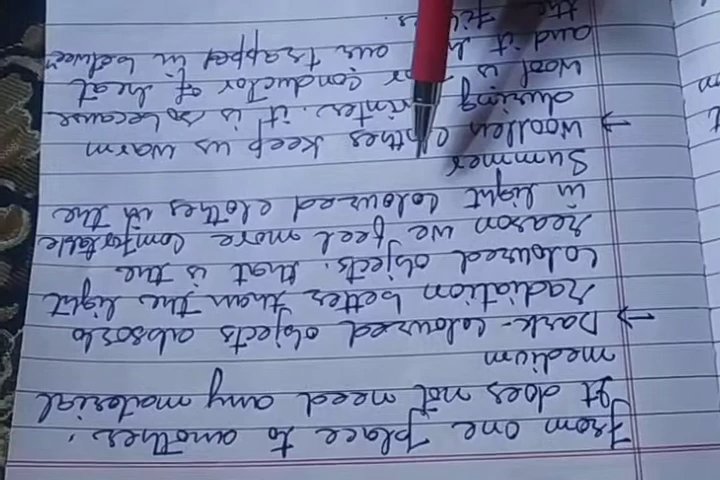 From one place to another.
It does not need any material
medium
→ Dark-coloured objects absorb
radiation better than the light
coloured objects. that is the
reason we feel more comfortable
in light coloured clothes in the
Summer
→ Woollen clothes keep us warm
during winter. it is so because
wool is conductor of heat
and it air trapped in between
the